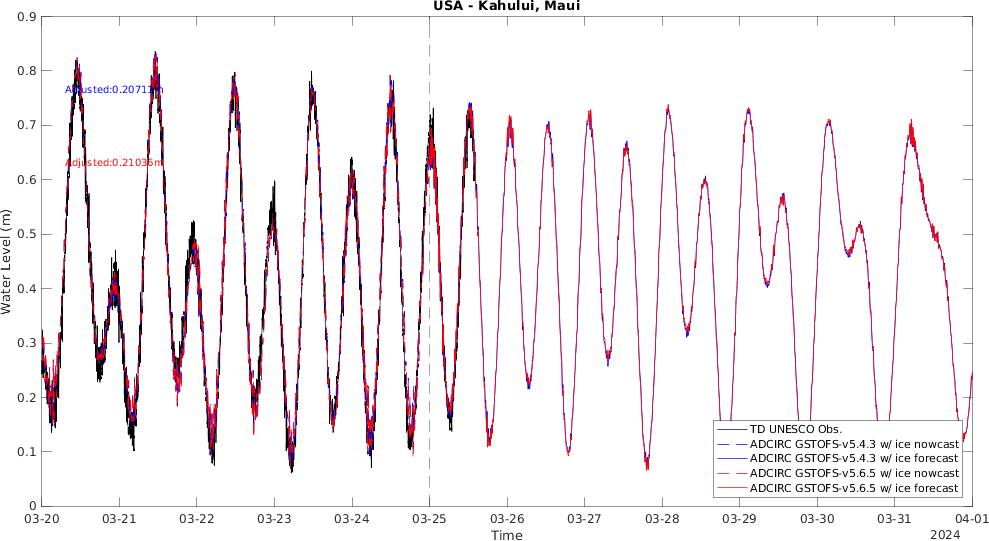 USA - Kahului, Maui
0.9
0.8
0.7
0.6
0.5
0.4
0.3
0.2
0.1
0
Water Level (m)
Adjusted:0.20711m
Adjusted:0.21036m
TD UNESCO Obs.
ADCIRC GSTOFS-v5.4.3 w/ ice nowcast
ADCIRC GSTOFS-v5.4.3 w/ ice forecast
ADCIRC GSTOFS-v5.6.5 w/ ice nowcast
ADCIRC GSTOFS-v5.6.5 w/ ice forecast
03-20 03-21 03-22 03-23 03-24 03-25 03-26 03-27 03-28 03-29 03-30 03-31 04-01
Time
2024